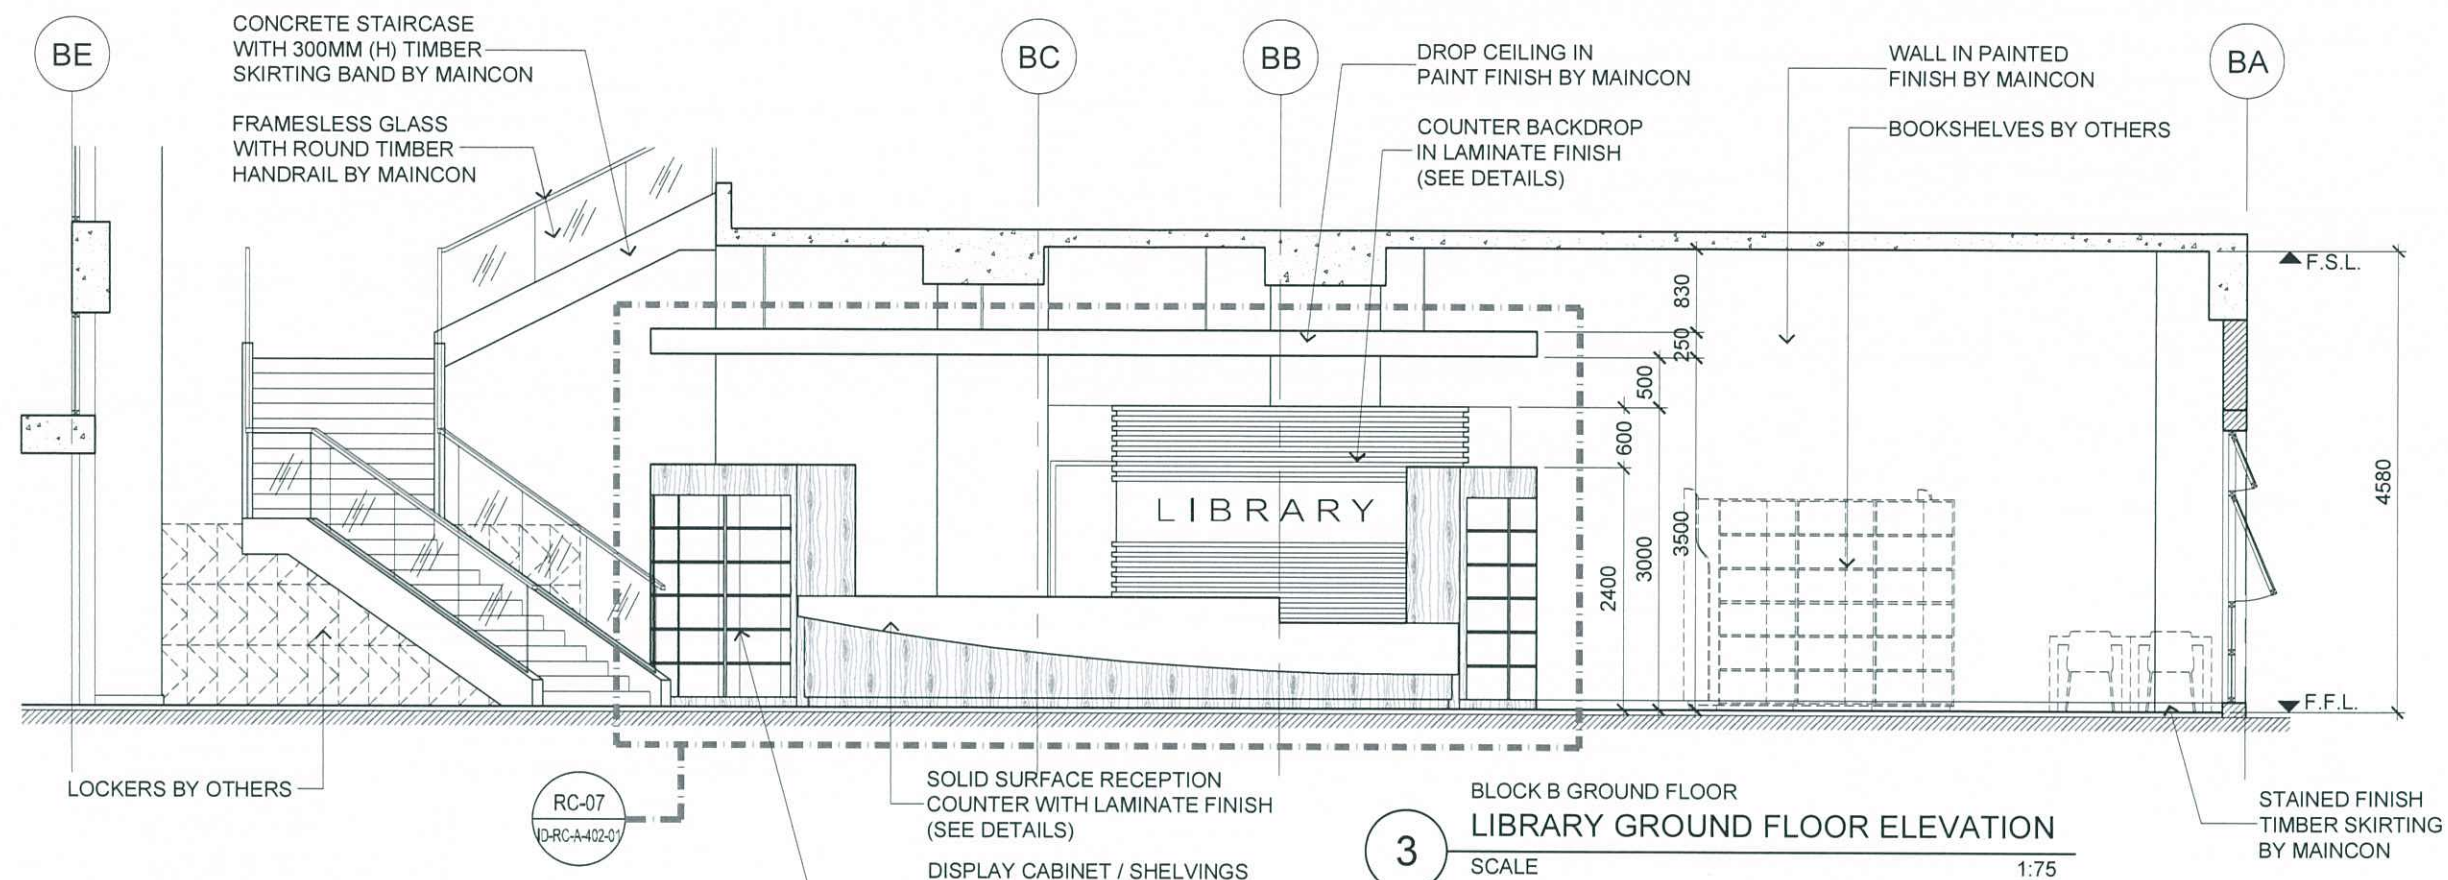 BE
CONCRETE STAIRCASE
WITH 300MM (H) TIMBER
SKIRTING BAND BY MAINCON
FRAMESLESS GLASS
WITH ROUND TIMBER
HANDRAIL BY MAINCON
BC
BB
DROP CEILING IN
PAINT FINISH BY MAINCON
COUNTER BACKDROP
IN LAMINATE FINISH
(SEE DETAILS)
WALL IN PAINTED
FINISH BY MAINCON
BOOKSHELVES BY OTHERS
BA
F.S.L.
830
250
500
600
3500
3000
2400
4580
LIBRARY
F.F.L.
LOCKERS BY OTHERS
RC-07
ID-RC-A-402-01
SOLID SURFACE RECEPTION
COUNTER WITH LAMINATE FINISH
(SEE DETAILS)
DISPLAY CABINET / SHELVINGS
3
BLOCK B GROUND FLOOR
LIBRARY GROUND FLOOR ELEVATION
SCALE 1:75
STAINED FINISH
TIMBER SKIRTING
BY MAINCON